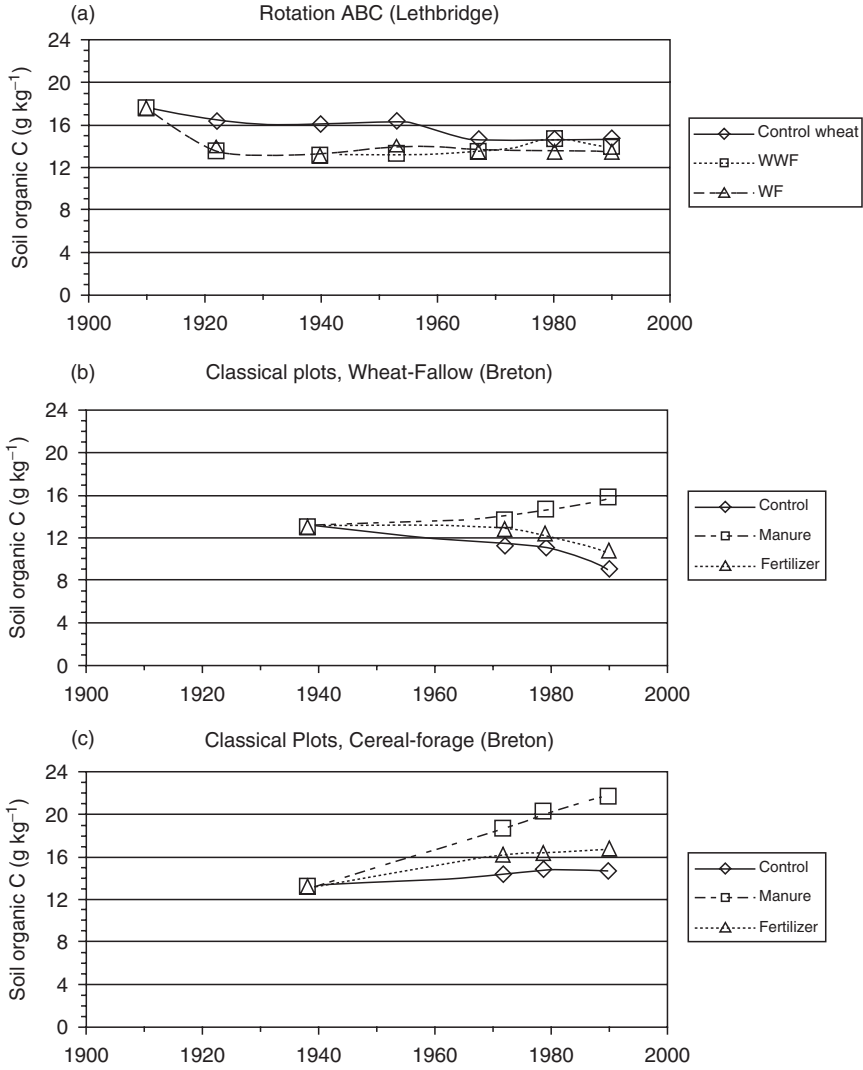 (a) Rotation ABC (Lethbridge)
24
20
16
12
8
4
0
Soil organic C (g kg⁻¹)
1900 1920 1940 1960 1980 2000
Control wheat
WWF
WF
(b) Classical plots, Wheat-Fallow (Breton)
24
20
16
12
8
4
0
Soil organic C (g kg⁻¹)
1900 1920 1940 1960 1980 2000
Control
Manure
Fertilizer
(c) Classical Plots, Cereal-forage (Breton)
24
20
16
12
8
4
0
Soil organic C (g kg⁻¹)
1900 1920 1940 1960 1980 2000
Control
Manure
Fertilizer